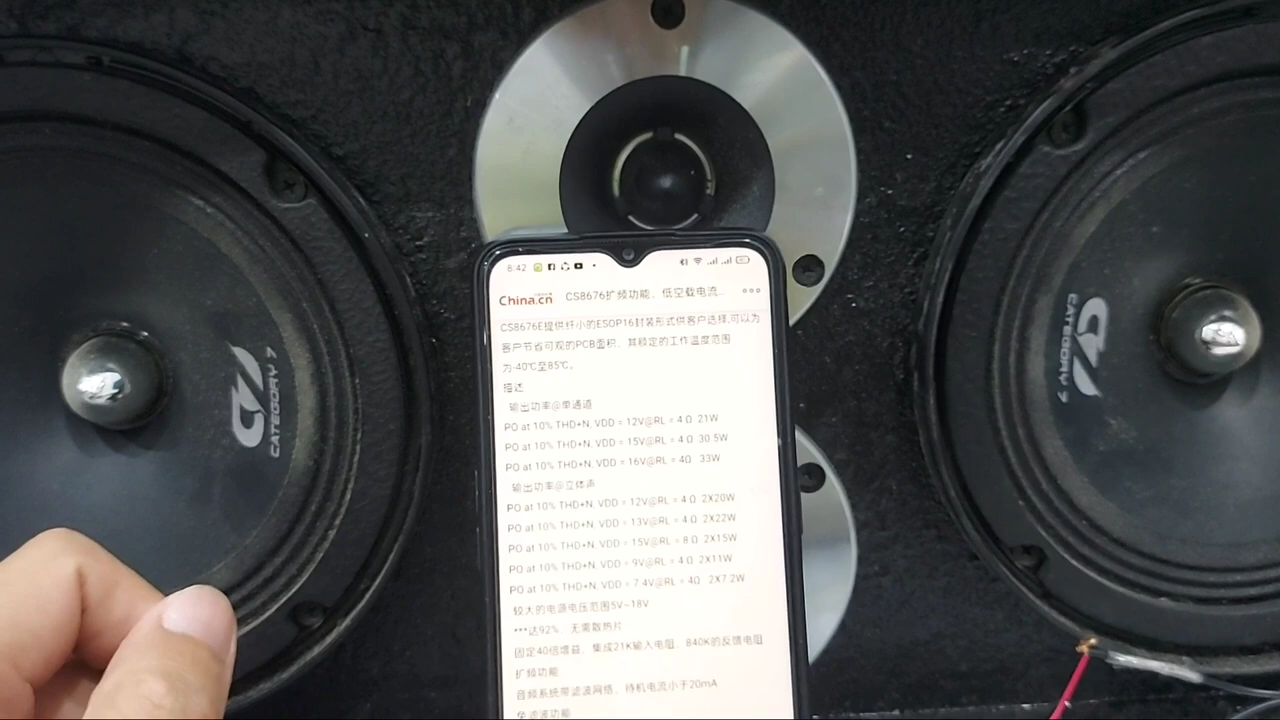 8:42
China.cn CS8676扩频功能、低空载电流...
CS8676E提供纤小的ESOP16封装形式供客户选择,可以为
客户节省可观的PCB面积。其额定的工作温度范围
为-40℃至85℃。
描述
输出功率@单通道
PO at 10% THD+N, VDD = 12V@RL = 4 Ω 21W
PO at 10% THD+N, VDD = 15V@RL = 4 Ω 30.5W
PO at 10% THD+N, VDD = 16V@RL = 4Ω 33W
输出功率@立体声
PO at 10% THD+N, VDD = 12V@RL = 4 Ω 2X20W
PO at 10% THD+N, VDD = 13V@RL = 4 Ω 2X22W
PO at 10% THD+N, VDD = 15V@RL = 8 Ω 2X15W
PO at 10% THD+N, VDD = 9V@RL = 4 Ω 2X11W
PO at 10% THD+N, VDD = 7.4V@RL = 4Ω 2X7.2W
较大的电源电压范围5V~18V
***达92%、无需散热片
固定40倍增益、集成21K输入电阻、840K的反馈电阻
扩频功能
音频系统带滤波网络、待机电流小于20mA
免滤波功能
CATEGORY 7
CATEGORY 7